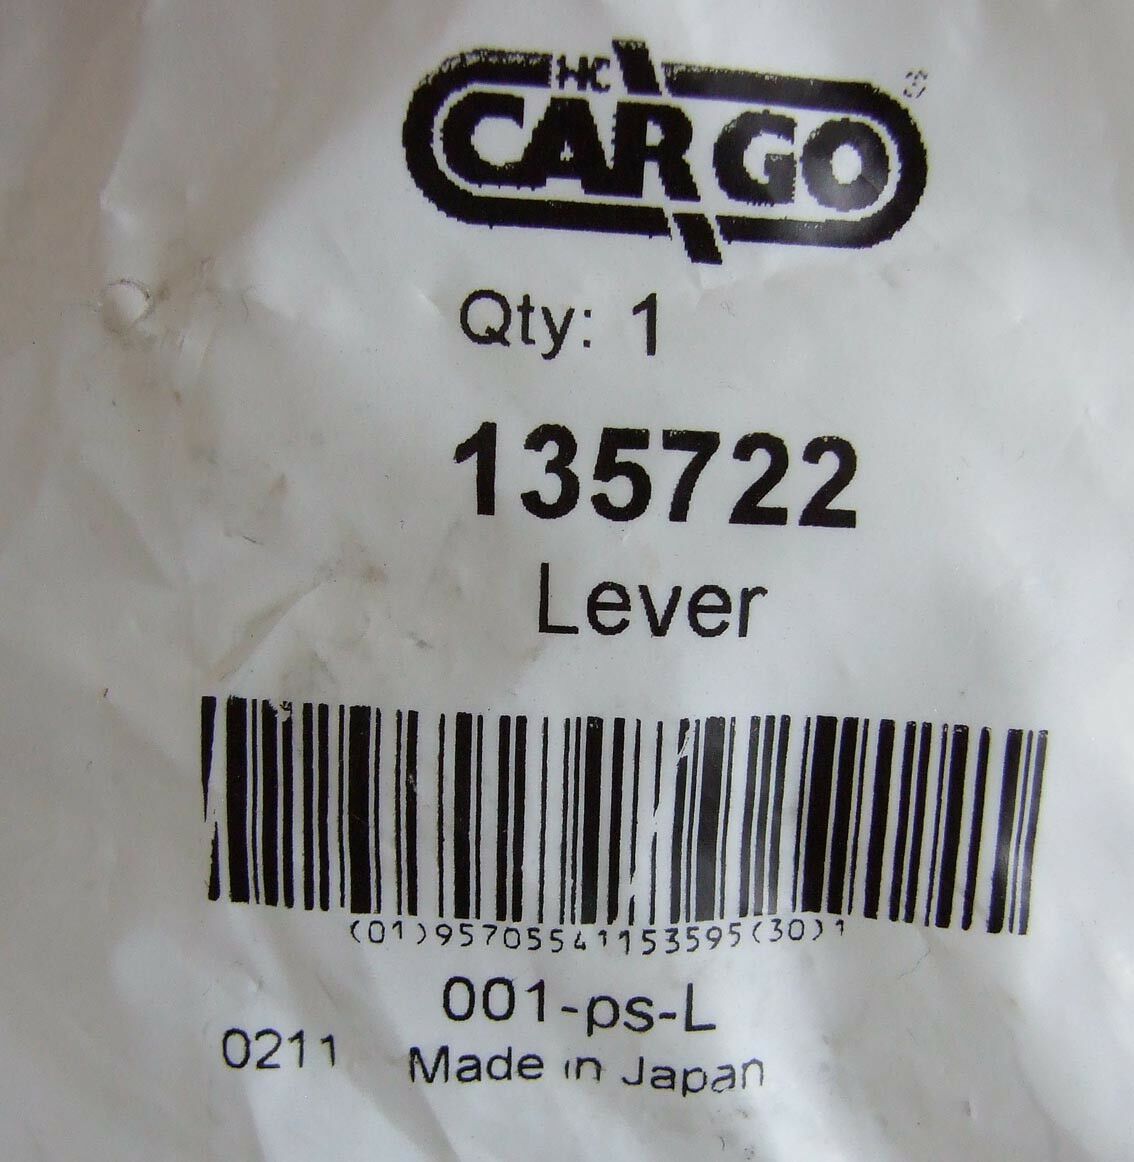 HC
CARGO ®
Qty: 1
135722
Lever
(01)95705541153595(30)1
001-ps-L
0211 Made in Japan